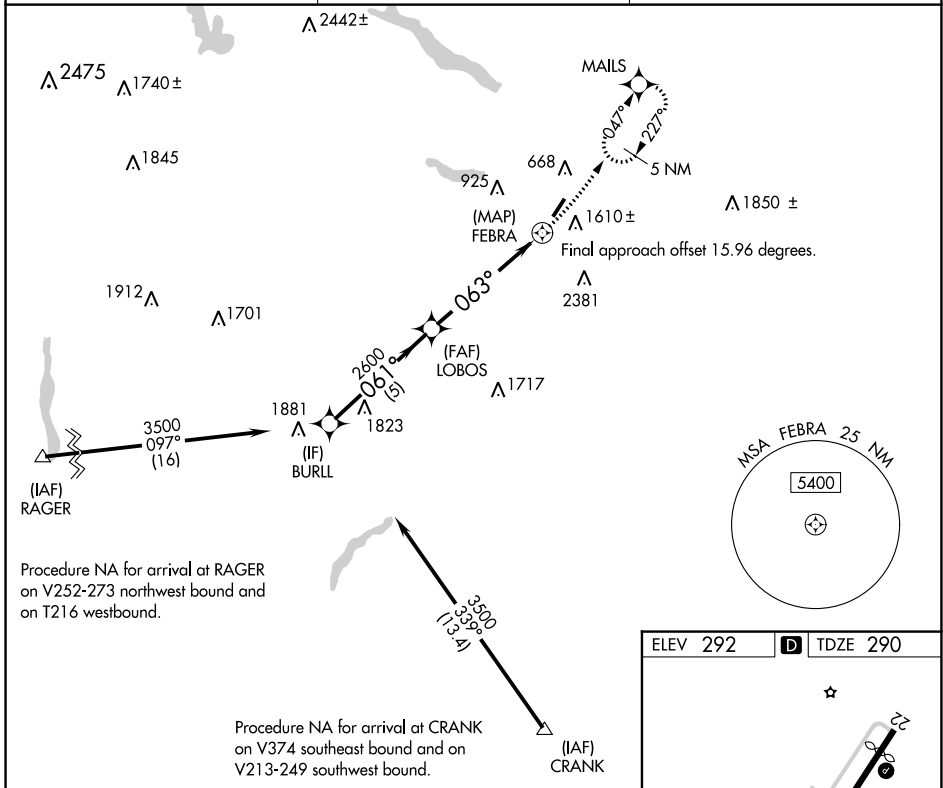 2442±
2475
1740±
1845
MAILS
047°
227°
5 NM
668
925
1850 ±
1610±
(MAP)
FEBRA
Final approach offset 15.96 degrees.
2381
1912
1701
063°
(FAF)
LOBOS
2600
061°
(5)
1717
1881
1823
(IF)
BURLL
3500
097°
(16)
(IAF)
RAGER
MSA FEBRA 25 NM
5400
Procedure NA for arrival at RAGER
on V252-273 northwest bound and
on T216 westbound.
3500
339°
(13.4)
Procedure NA for arrival at CRANK
on V374 southeast bound and on
V213-249 southwest bound.
(IAF)
CRANK
ELEV 292 D TDZE 290
22
P